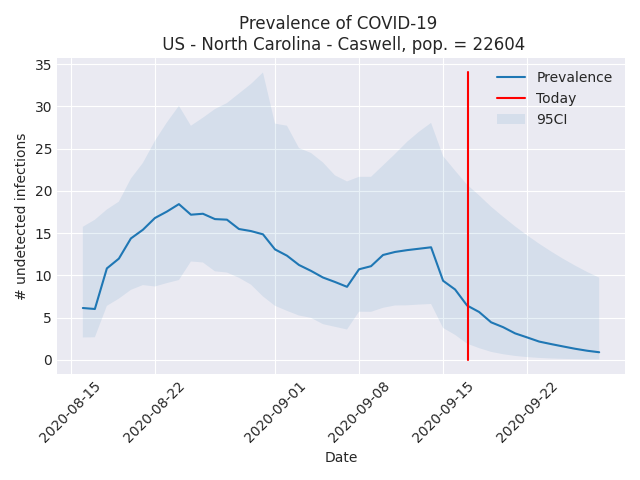 Prevalence of COVID-19
US - North Carolina - Caswell, pop. = 22604
35
30
25
20
15
10
5
0
# undetected infections
Prevalence
Today
95CI
2020-08-15
2020-08-22
2020-09-01
2020-09-08
2020-09-15
2020-09-22
Date